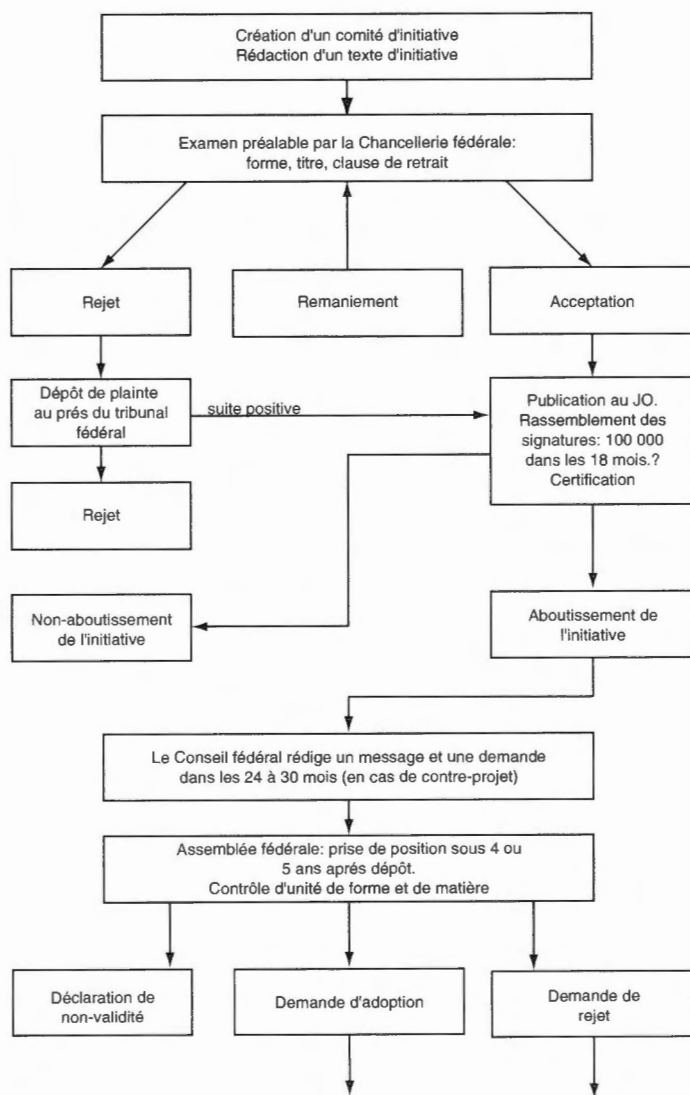 Création d'un comité d'initiative
Rédaction d'un texte d'initiative
Examen préalable par la Chancellerie fédérale:
forme, titre, clause de retrait
Rejet
Remaniement
Acceptation
Dépôt de plainte
au prés du tribunal
fédéral
suite positive
Publication au JO.
Rassemblement des
signatures: 100 000
dans les 18 mois.?
Certification
Rejet
Non-aboutissement
de l'initiative
Aboutissement de
l'initiative
Le Conseil fédéral rédige un message et une demande
dans les 24 à 30 mois (en cas de contre-projet)
Assemblée fédérale: prise de position sous 4 ou
5 ans aprés dépôt.
Contrôle d'unité de forme et de matière
Déclaration de
non-validité
Demande d'adoption
Demande de
rejet